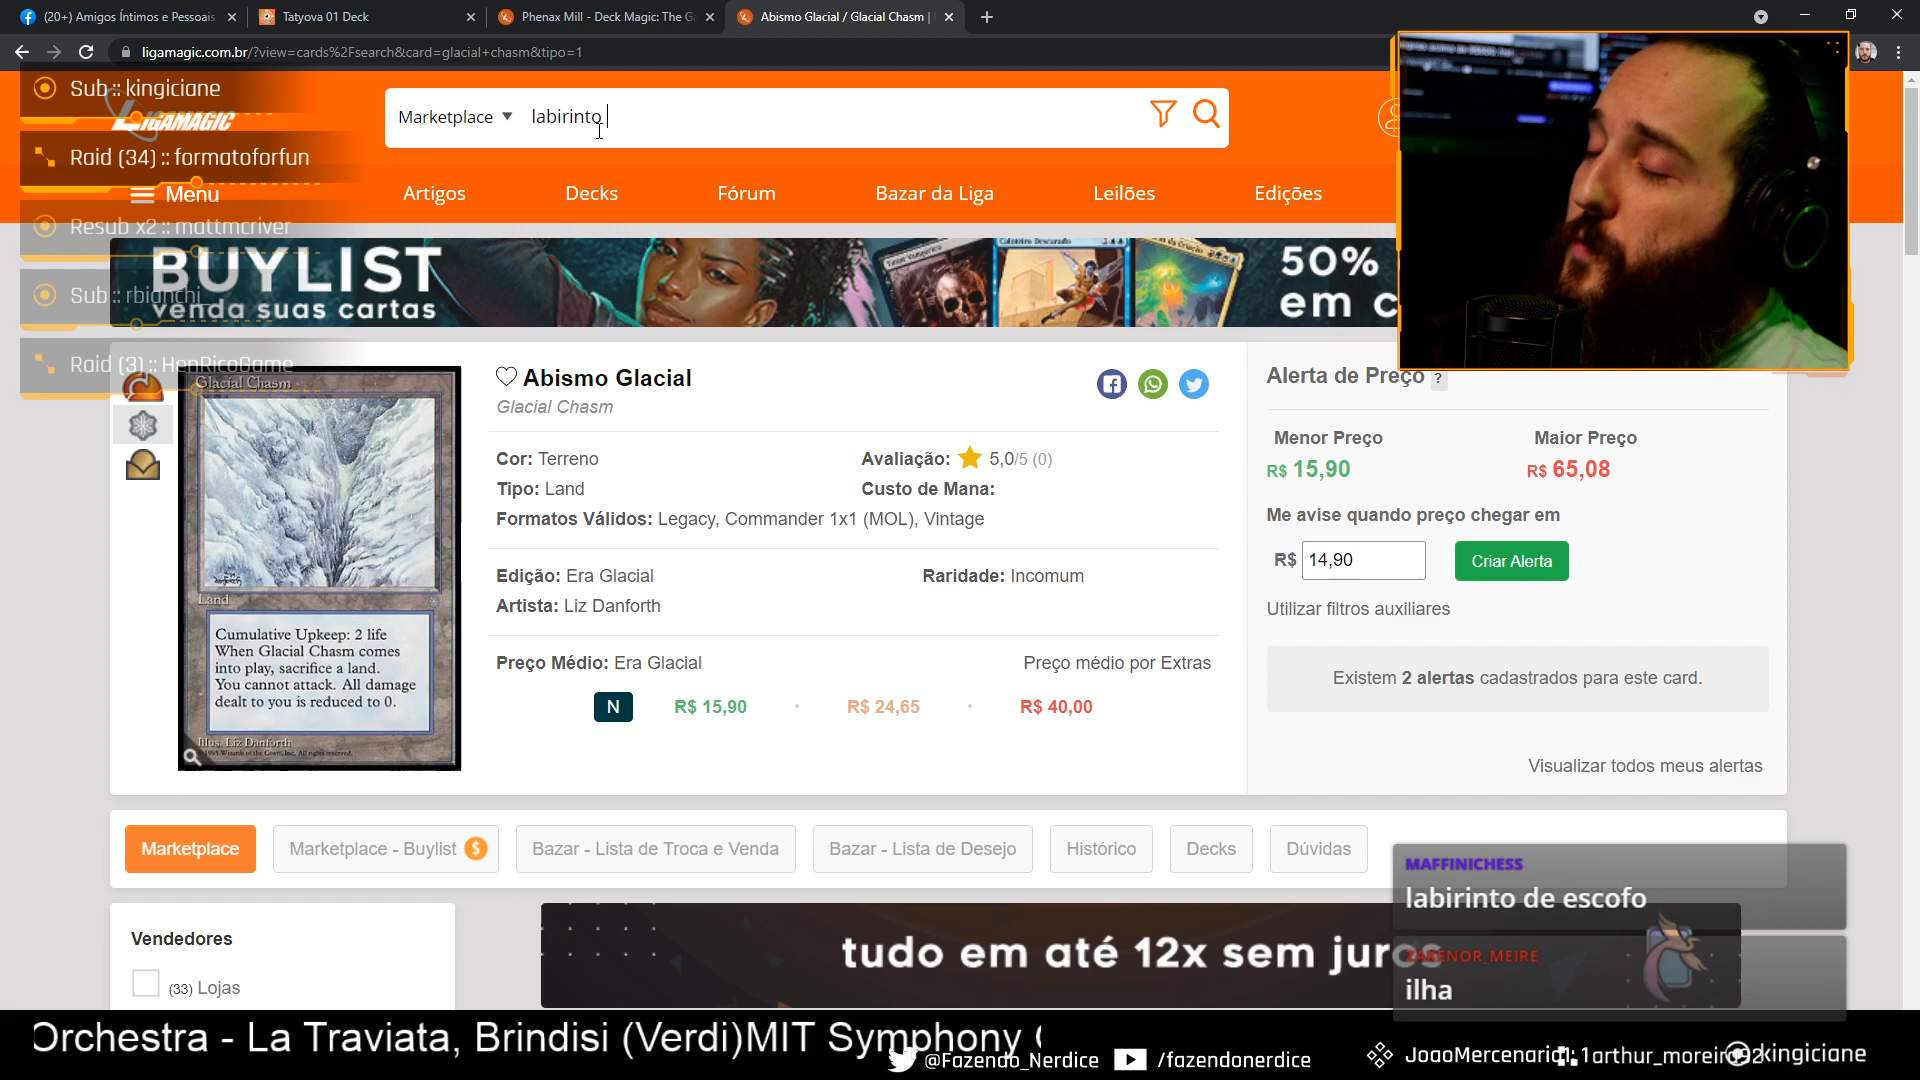 (20+) Amigos Íntimos e Pessoais
Tatyova 01 Deck
Phenax Mill - Deck Magic: The G
Abismo Glacial / Glacial Chasm |
ligamagic.com.br/?view=cards%2Fsearch&card=glacial+chasm&tipo=1
Sub :: kingiciane
LIGAMAGIC
Raid (34) :: formatoforfun
Resub x2 :: mattmcriver
Sub :: rbianchi
Raid (3) :: HenRicoGame
Marketplace
labirinto
Menu
Artigos
Decks
Fórum
Bazar da Liga
Leilões
Edições
BUYLIST
venda suas cartas
50%
em c
Glacial Chasm
Land
Cumulative Upkeep: 2 life
When Glacial Chasm comes
into play, sacrifice a land.
You cannot attack. All damage
dealt to you is reduced to 0.
Illus. Liz Danforth
Abismo Glacial
Glacial Chasm
Cor: Terreno
Avaliação: 5,0/5 (0)
Tipo: Land
Custo de Mana:
Formatos Válidos: Legacy, Commander 1x1 (MOL), Vintage
Edição: Era Glacial
Raridade: Incomum
Artista: Liz Danforth
Preço Médio: Era Glacial
Preço médio por Extras
N
R$ 15,90
R$ 24,65
R$ 40,00
Alerta de Preço ?
Menor Preço
Maior Preço
R$ 15,90
R$ 65,08
Me avise quando preço chegar em
R$ 14,90
Criar Alerta
Utilizar filtros auxiliares
Existem 2 alertas cadastrados para este card.
Visualizar todos meus alertas
Marketplace
Marketplace - Buylist $
Bazar - Lista de Troca e Venda
Bazar - Lista de Desejo
Histórico
Decks
Dúvidas
Vendedores
(33) Lojas
tudo em até 12x sem juros
MAFFINICHESS
labirinto de escofo
ZAKENOR_MEIRE
ilha
Orchestra - La Traviata, Brindisi (Verdi)MIT Symphony
@Fazendo_Nerdice
/fazendonerdice
kingiciane